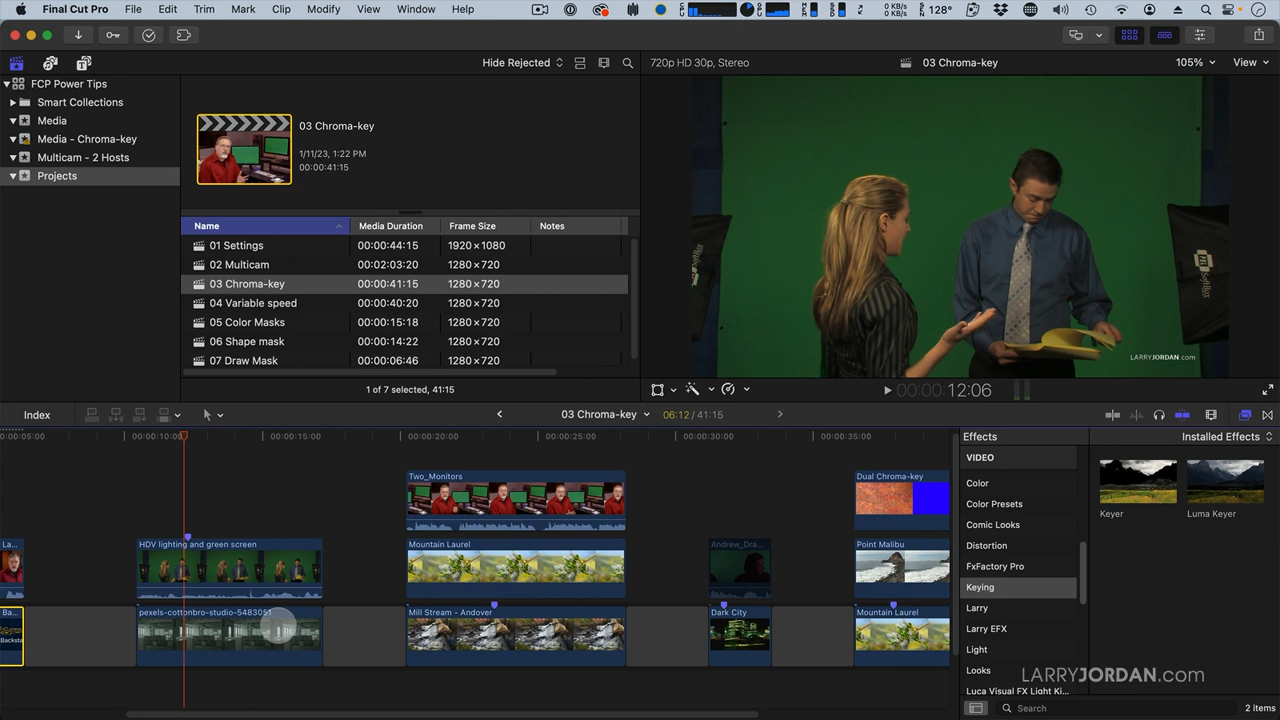 Final Cut Pro File Edit Trim Mark Clip Modify View Window Help
0 KB/s
0 KB/s
128°
Hide Rejected
720p HD 30p, Stereo
03 Chroma-key
105%
View
FCP Power Tips
Smart Collections
Media
Media - Chroma-key
Multicam - 2 Hosts
Projects
03 Chroma-key
1/11/23, 1:22 PM
00:00:41:15
Name Media Duration Frame Size Notes
01 Settings 00:00:44:15 1920×1080
02 Multicam 00:02:03:20 1280×720
03 Chroma-key 00:00:41:15 1280×720
04 Variable speed 00:00:40:20 1280×720
05 Color Masks 00:00:15:18 1280×720
06 Shape mask 00:00:14:22 1280×720
07 Draw Mask 00:00:06:46 1280×720
1 of 7 selected, 41:15
LARRYJORDAN.com
00:00:12:06
Index
03 Chroma-key
06:12 / 41:15
00:00:05:00 00:00:10:00 00:00:15:00 00:00:20:00 00:00:25:00 00:00:30:00 00:00:35:00
Two_Monitors
Dual Chroma-key
La...
HDV lighting and green screen
Mountain Laurel
Andrew_Dra...
Point Malibu
Ba...
pexels-cottonbro-studio-5483051
Mill Stream - Andover
Dark City
Mountain Laurel
Backsta
Effects
Installed Effects
VIDEO
Color
Color Presets
Comic Looks
Distortion
FxFactory Pro
Keying
Larry
Larry EFX
Light
Looks
Luca Visual FX Light Ki...
Keyer
Luma Keyer
LARRYJORDAN.com
Search
2 items